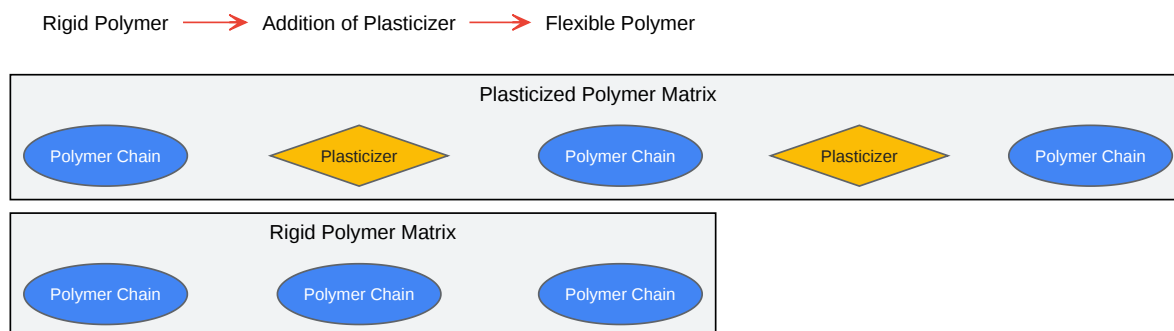 Rigid Polymer Addition of Plasticizer Flexible Polymer
Plasticized Polymer Matrix
Polymer Chain Plasticizer Polymer Chain Plasticizer Polymer Chain
Rigid Polymer Matrix
Polymer Chain Polymer Chain Polymer Chain